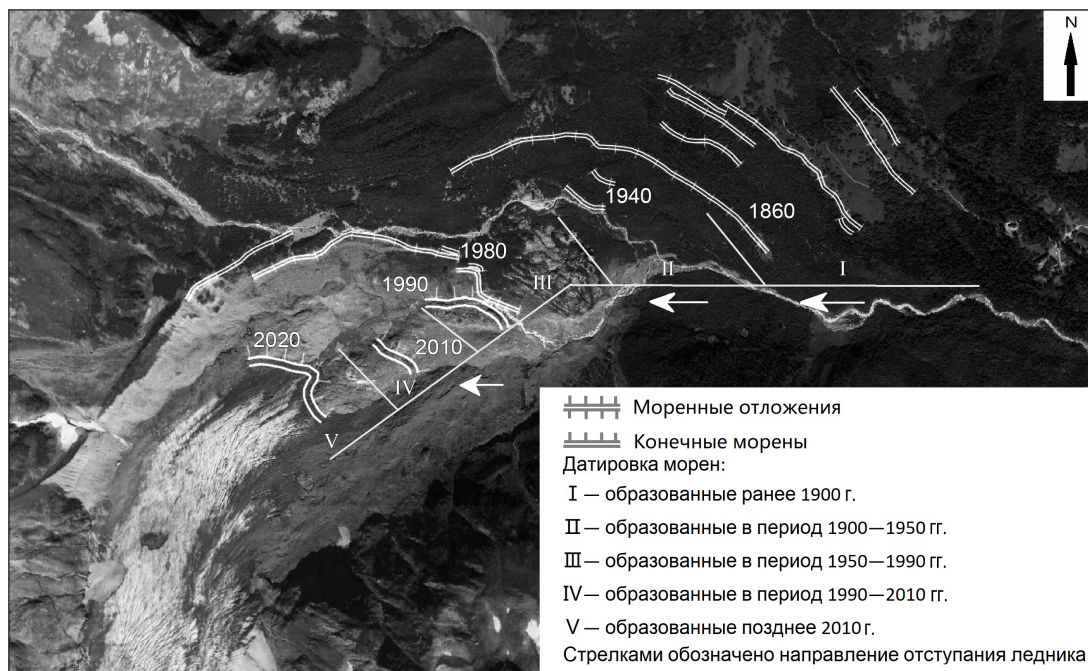 N
1940
1860
1980
1990
III
II
I
2020
2010
IV
V
Моренные отложения
Конечные морены
Датировка морен:
I — образованные ранее 1900 г.
II — образованные в период 1900—1950 гг.
III — образованные в период 1950—1990 гг.
IV — образованные в период 1990—2010 гг.
V — образованные позднее 2010 г.
Стрелками обозначено направление отступания ледника